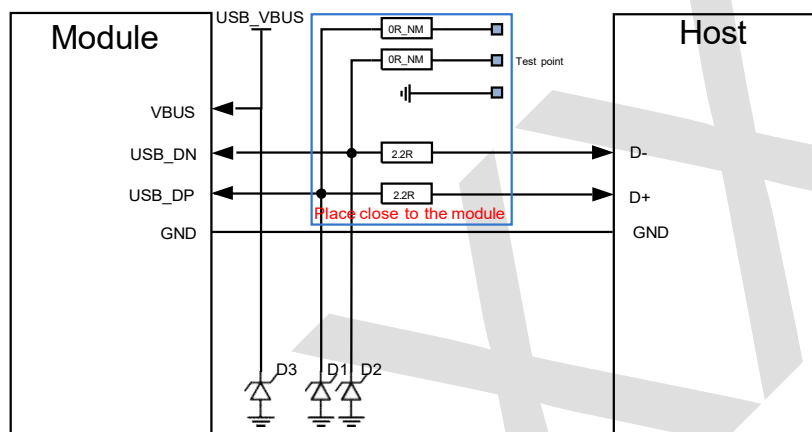 Module
USB_VBUS
Host
0R_NM
0R_NM
Test point
VBUS
USB_DN
2.2R
D-
USB_DP
2.2R
D+
Place close to the module
GND
GND
D3
D1
D2